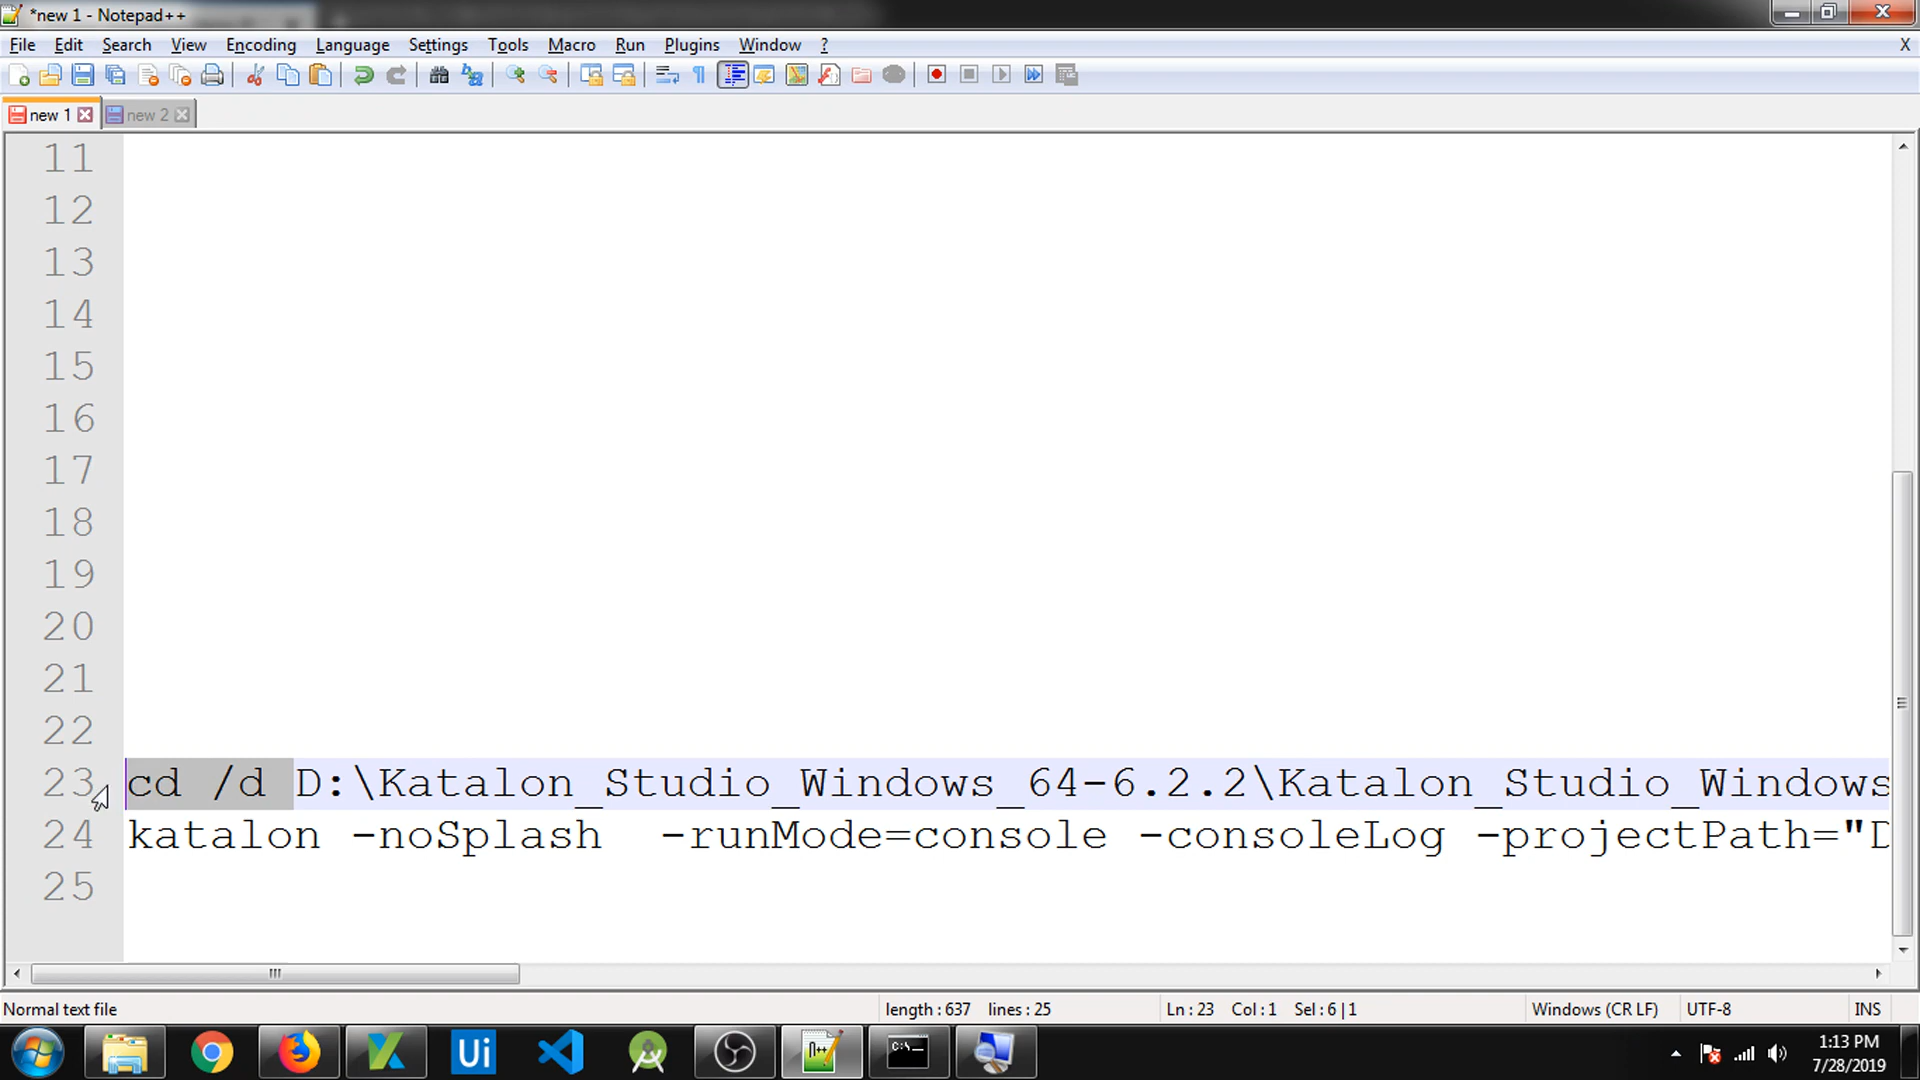 *new 1 - Notepad++
File Edit Search View Encoding Language Settings Tools Macro Run Plugins Window ? X
new 1 new 2
11
12
13
14
15
16
17
18
19
20
21
22
23 cd /d D:\Katalon_Studio_Windows_64-6.2.2\Katalon_Studio_Windows
24 katalon -noSplash  -runMode=console -consoleLog -projectPath="D
25
Normal text file length : 637 lines : 25 Ln : 23 Col : 1 Sel : 6 | 1 Windows (CR LF) UTF-8 INS
Ui
C:\
N++
1:13 PM
7/28/2019